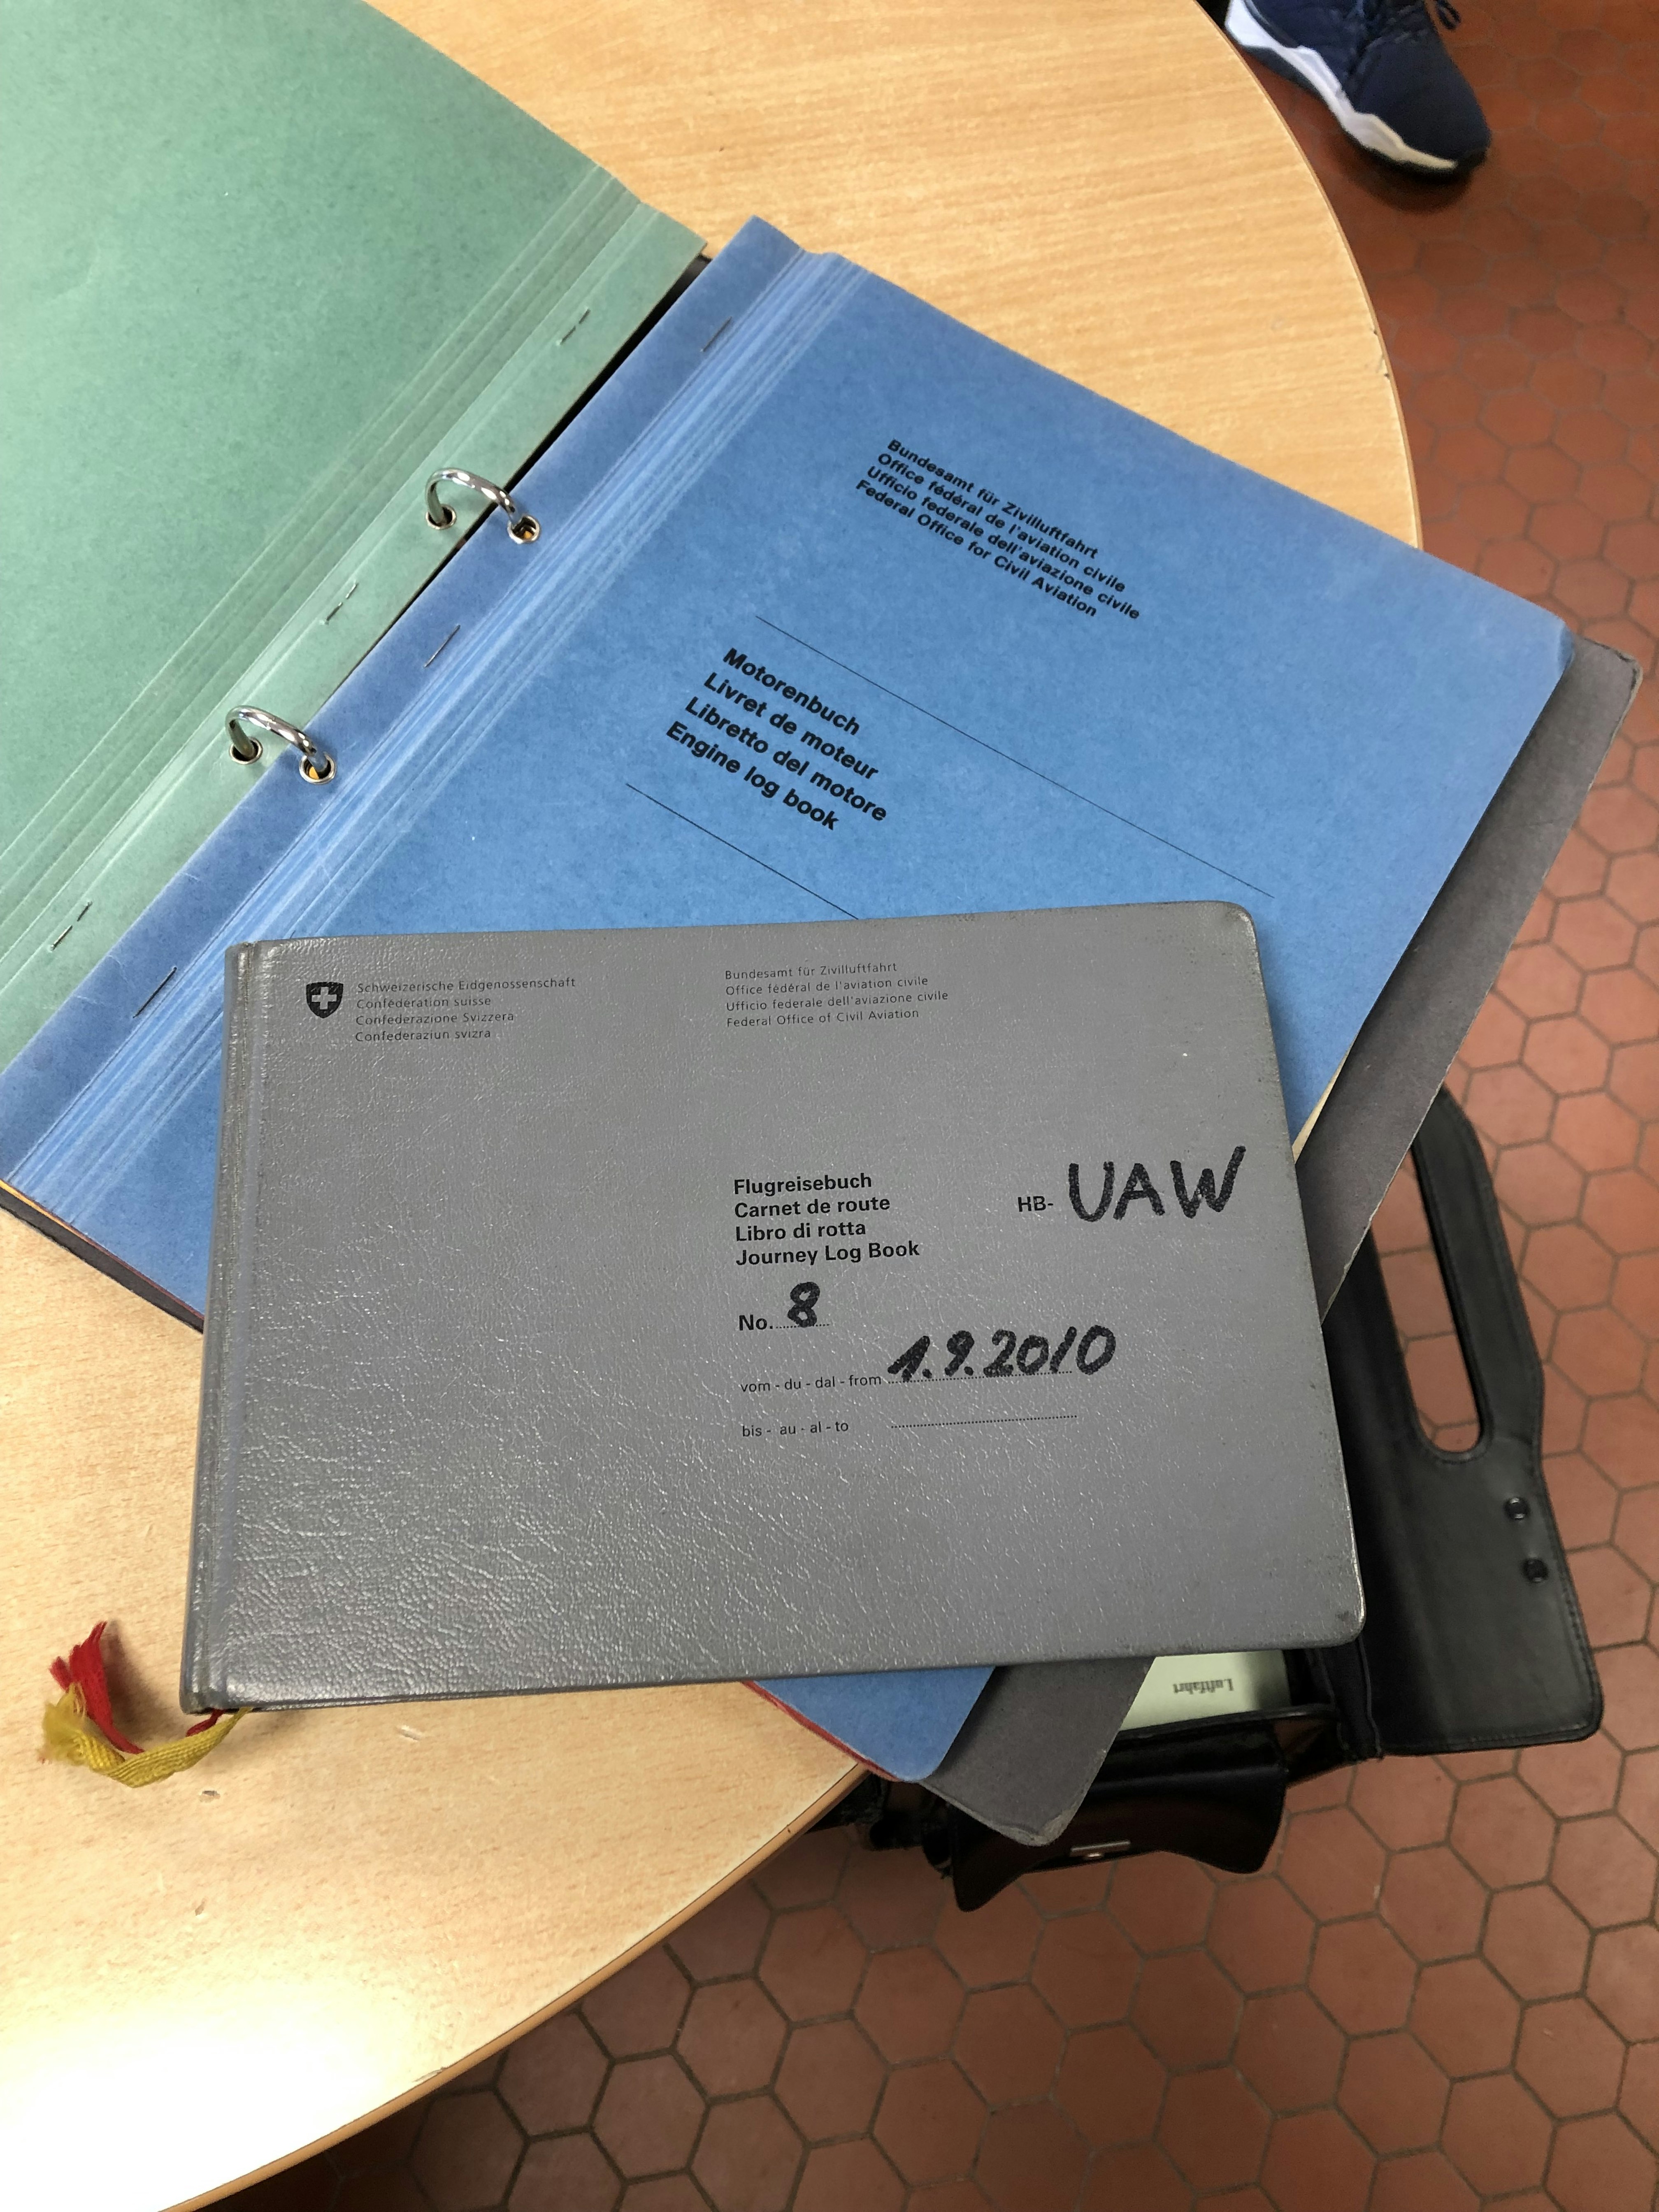 Bundesamt für Zivilluftfahrt
Office fédéral de l'aviation civile
Ufficio federale dell'aviazione civile
Federal Office for Civil Aviation
Motorenbuch
Livret de moteur
Libretto del motore
Engine log book
Schweizerische Eidgenossenschaft
Confédération suisse
Confederazione Svizzera
Confederaziun svizra
Bundesamt für Zivilluftfahrt
Office fédéral de l'aviation civile
Ufficio federale dell'aviazione civile
Federal Office of Civil Aviation
Flugreisebuch
Carnet de route
Libro di rotta
Journey Log Book
HB- UAW
No. 8
vom - du - dal - from 1.9.2010
bis - au - al - to
Luftfahrt